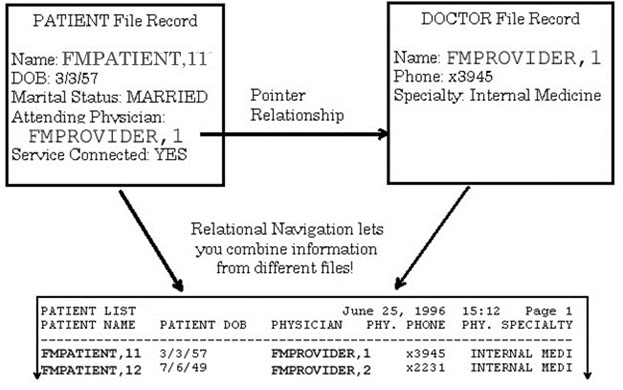 PATIENT File Record
Name: FMPATIENT,11
DOB: 3/3/57
Marital Status: MARRIED
Attending Physician:
FMPROVIDER,1
Service Connected: YES
Pointer
Relationship
DOCTOR File Record
Name: FMPROVIDER,1
Phone: x3945
Specialty: Internal Medicine
Relational Navigation lets
you combine information
from different files!
PATIENT LIST June 25, 1996 15:12 Page 1
PATIENT NAME PATIENT DOB PHYSICIAN PHY. PHONE PHY. SPECIALTY
--------------------------------------------------------------------------
FMPATIENT,11 3/3/57 FMPROVIDER,1 x3945 INTERNAL MEDI
FMPATIENT,12 7/6/49 FMPROVIDER,2 x2231 INTERNAL MEDI